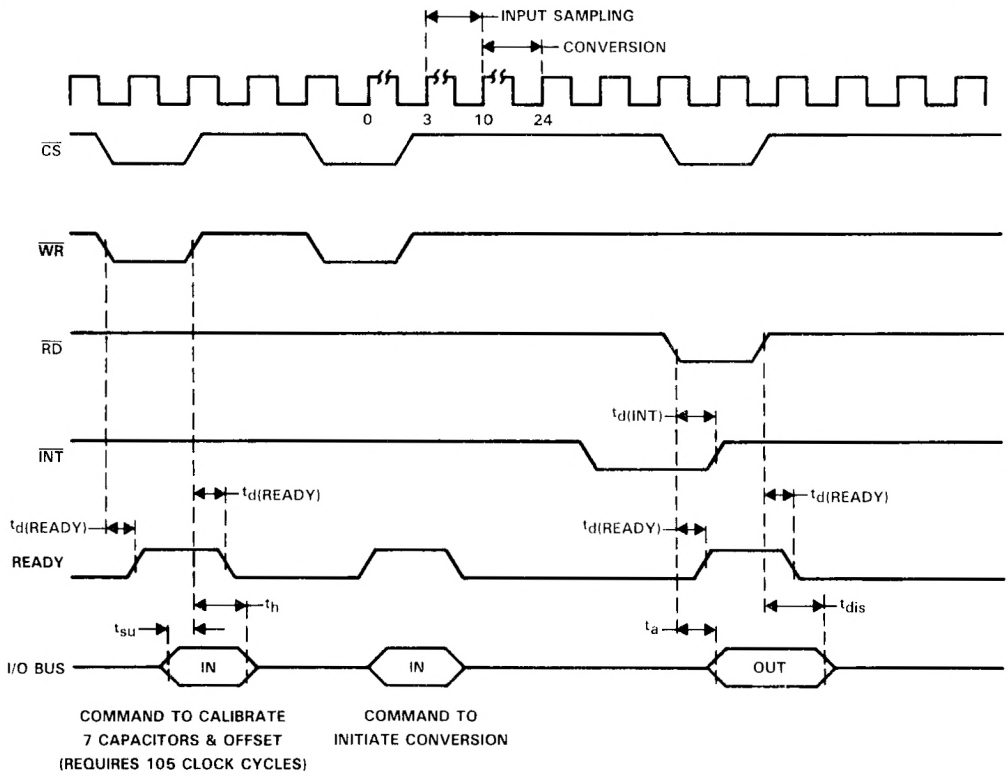 INPUT SAMPLING
CONVERSION
0 3 10 24
CS
WR
RD
td(INT)
INT
td(READY)
td(READY)
td(READY)
td(READY)
READY
th
tdis
tsu
ta
I/O BUS
IN
IN
OUT
COMMAND TO CALIBRATE
7 CAPACITORS & OFFSET
(REQUIRES 105 CLOCK CYCLES)
COMMAND TO
INITIATE CONVERSION